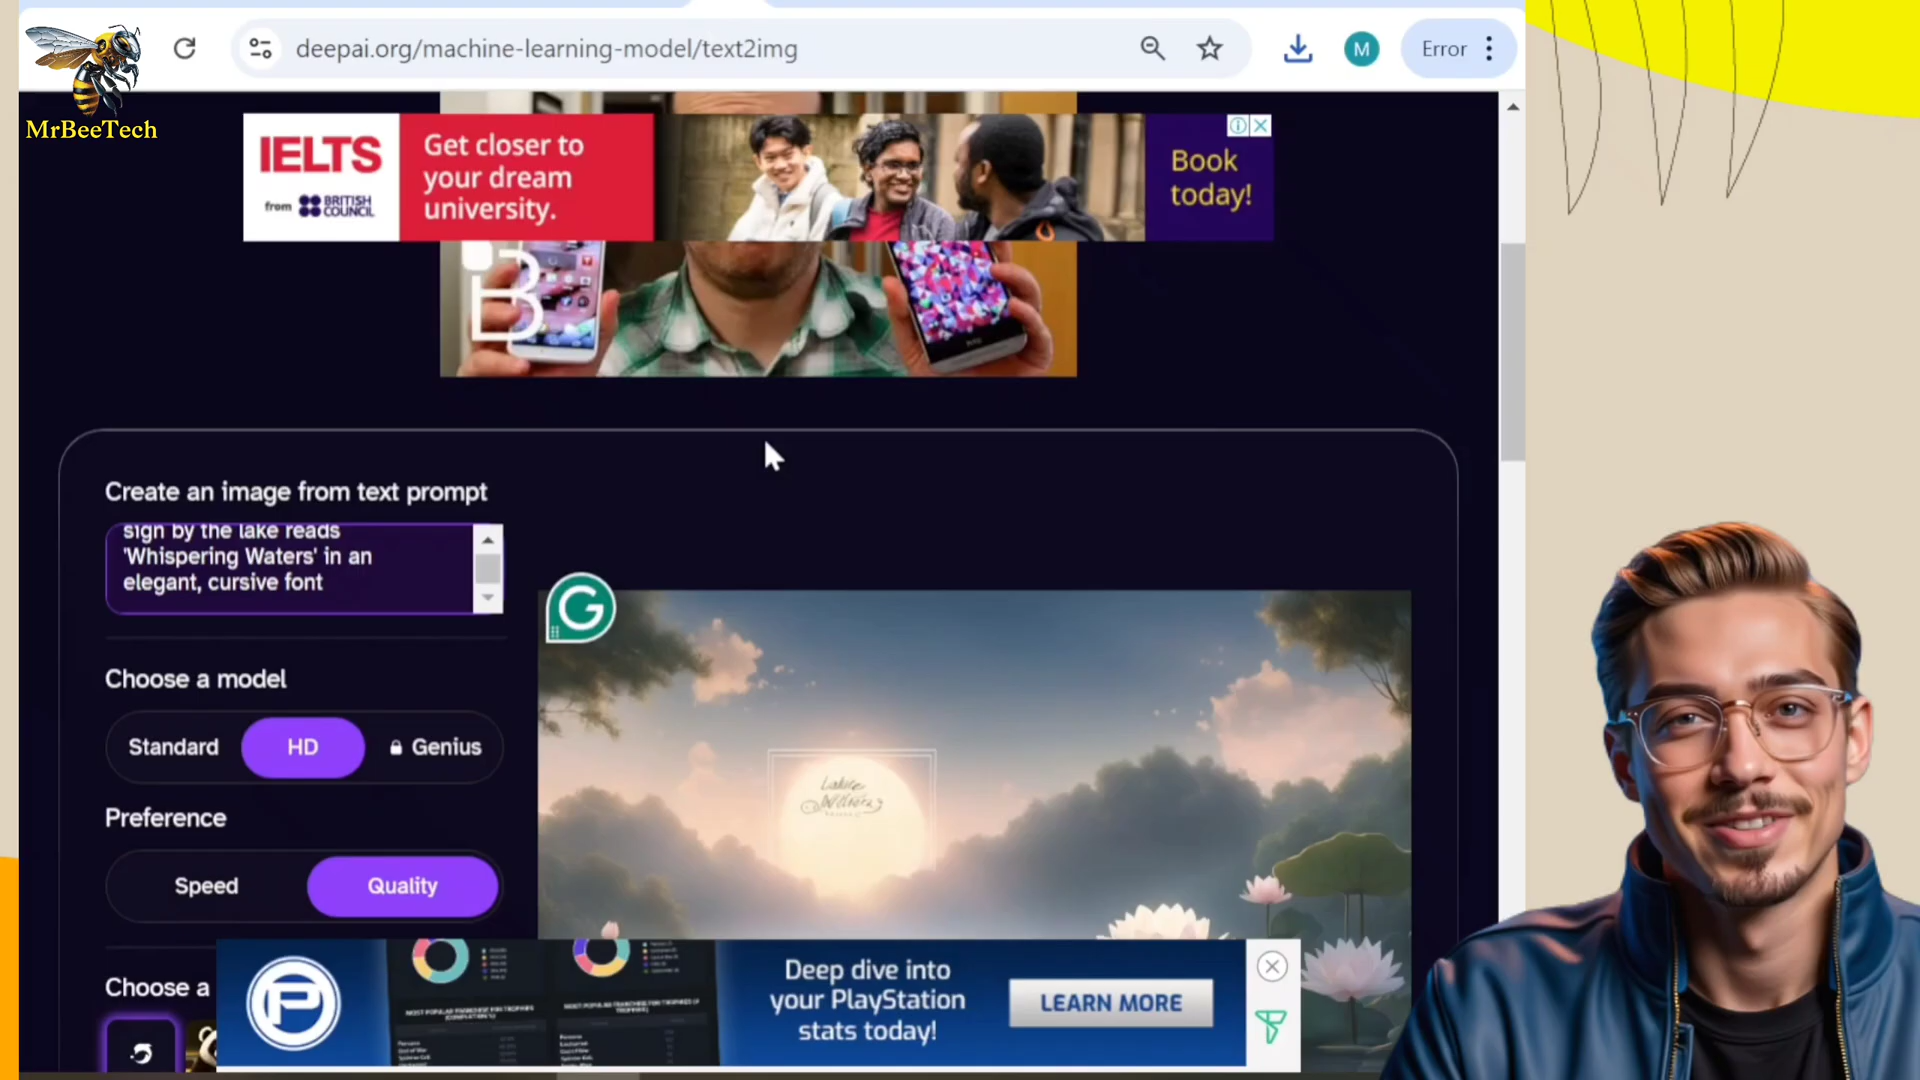 deepai.org/machine-learning-model/text2img
M
Error
MrBeeTech
IELTS
from BRITISH COUNCIL
Get closer to
your dream
university.
Book
today!
Create an image from text prompt
sign by the lake reads
'Whispering Waters' in an
elegant, cursive font
G
Choose a model
Standard
HD
Genius
Preference
Speed
Quality
Choose a
P
Deep dive into
your PlayStation
stats today!
LEARN MORE